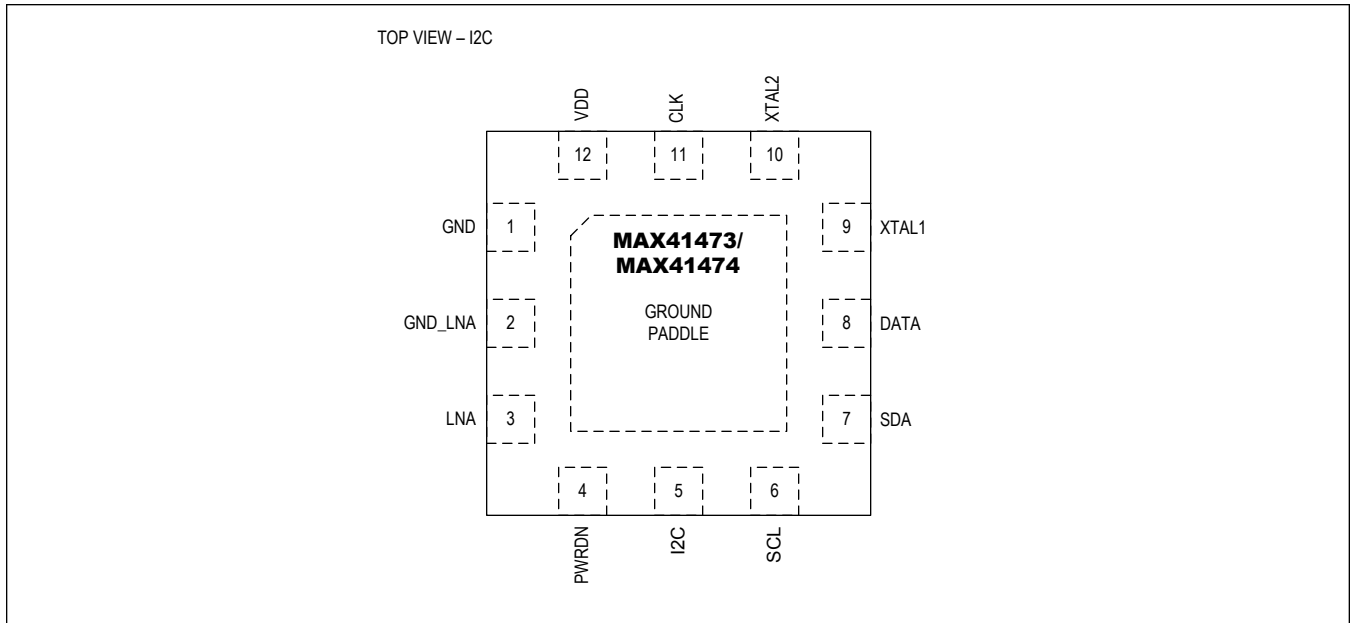 TOP VIEW – I2C
VDD
CLK
XTAL2
12
11
10
GND
1
9
XTAL1
MAX41473/
MAX41474
GND_LNA
2
GROUND
PADDLE
8
DATA
LNA
3
7
SDA
4
5
6
PWRDN
I2C
SCL